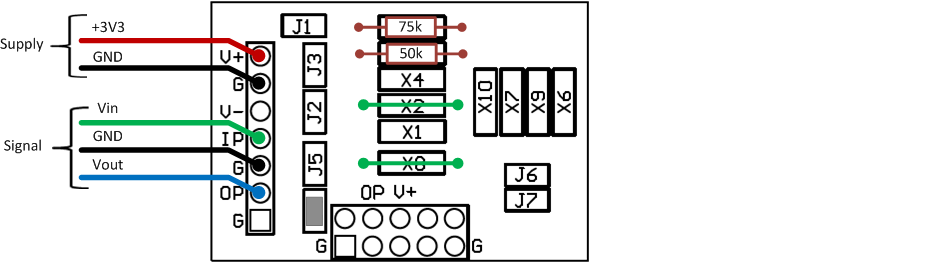 Supply
+3V3
GND
Signal
Vin
GND
Vout
V+
G
V-
IP
G
OP
G
J1
J3
J2
J5
75k
50k
X4
X2
X1
X8
X10
X7
X9
X6
J6
J7
OP V+
G
G